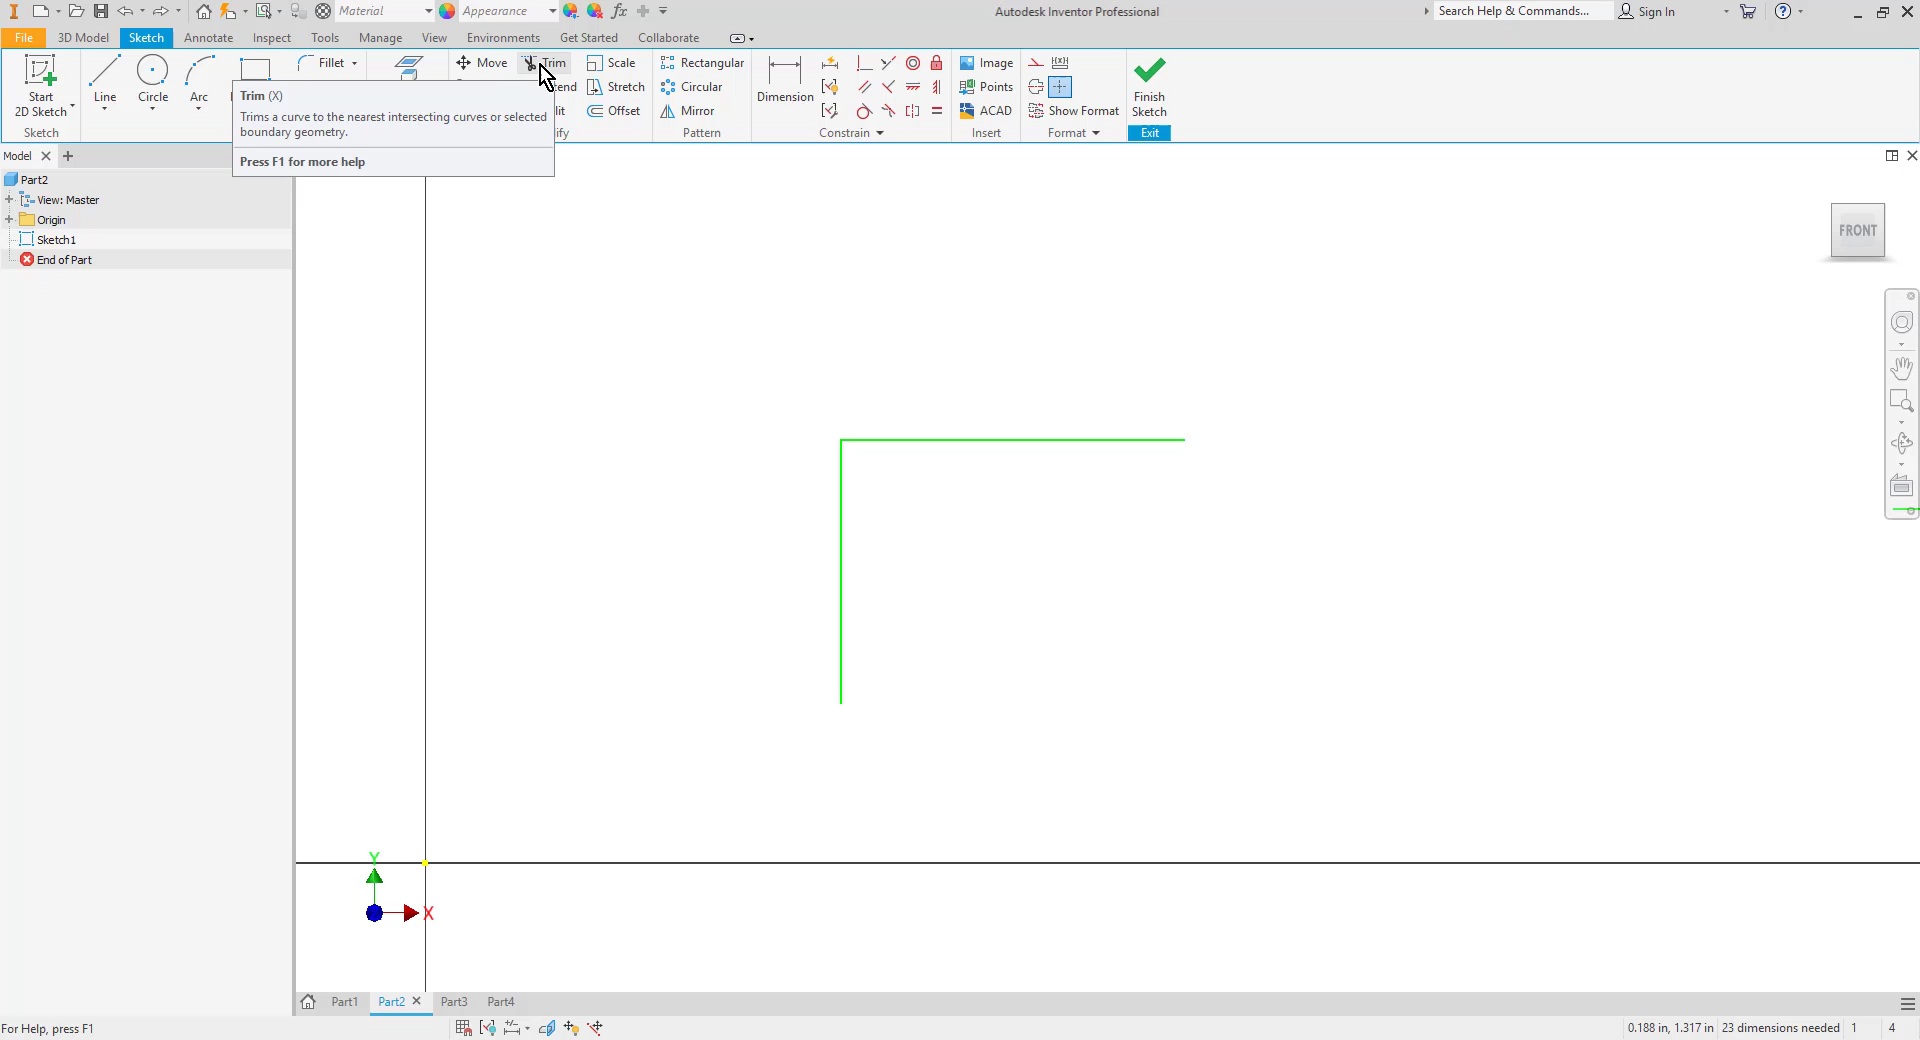 Material
Appearance
fx
Autodesk Inventor Professional
Search Help & Commands...
Sign In
File
3D Model
Sketch
Annotate
Inspect
Tools
Manage
View
Environments
Get Started
Collaborate
Start
2D Sketch
Line
Circle
Arc
Fillet
Move
Trim
Scale
Stretch
Offset
Rectangular
Circular
Mirror
Dimension
Image
Points
ACAD
Show Format
Finish
Sketch
Sketch
Pattern
Constrain
Insert
Format
Exit
Trim (X)
Trims a curve to the nearest intersecting curves or selected
boundary geometry.
Press F1 for more help
Model
Part2
View: Master
Origin
Sketch1
End of Part
FRONT
Y
X
Part1
Part2
Part3
Part4
For Help, press F1
0.188 in, 1.317 in
23 dimensions needed
1
4